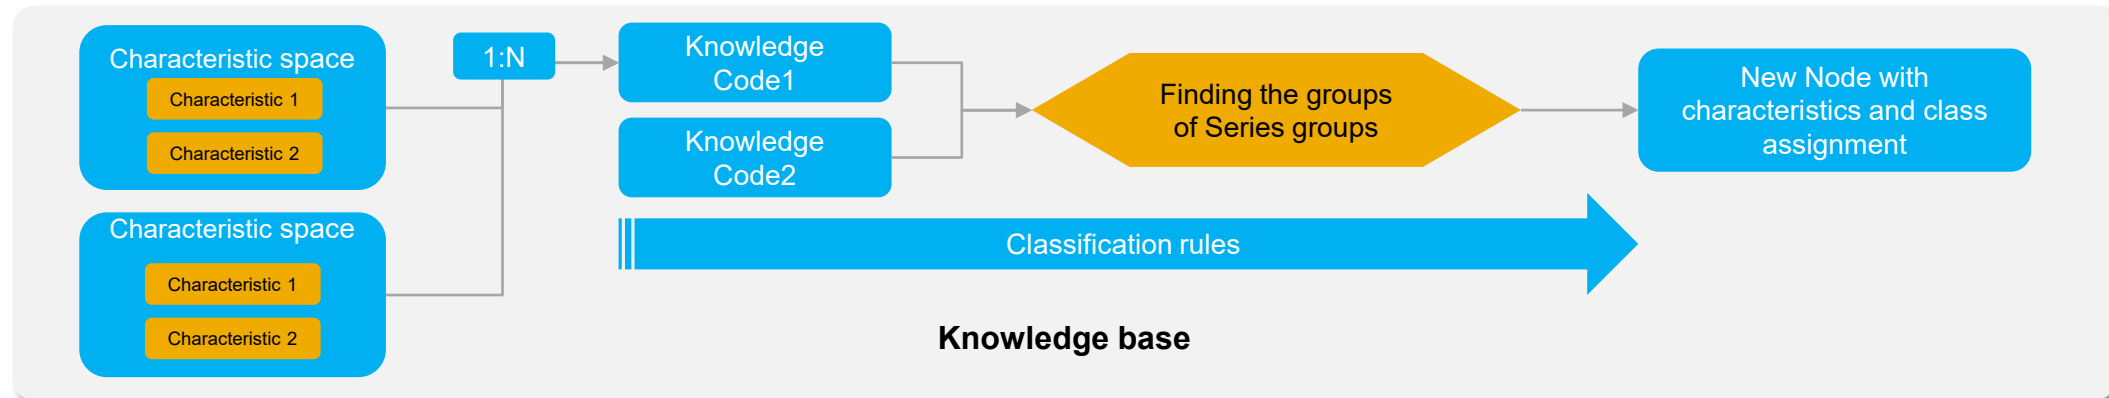 Characteristic space
Characteristic 1
Characteristic 2
Characteristic space
Characteristic 1
Characteristic 2
1:N
Knowledge
Code1
Knowledge
Code2
Finding the groups
of Series groups
New Node with
characteristics and class
assignment
Classification rules
Knowledge base